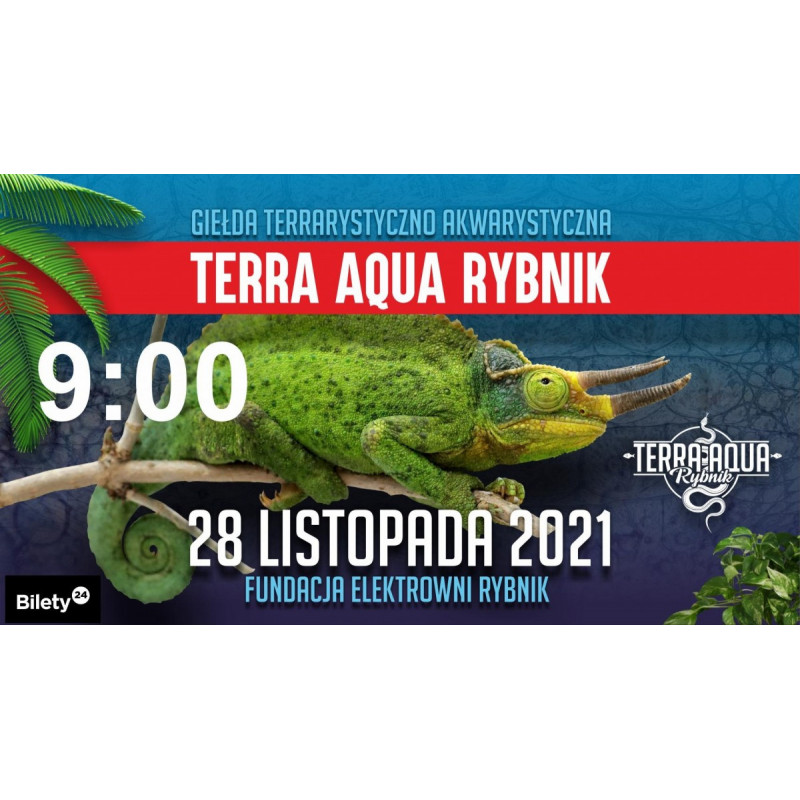 GIEŁDA TERRARYSTYCZNO AKWARYSTYCZNA
TERRA AQUA RYBNIK
9:00
TERRA AQUA
Rybnik
28 LISTOPADA 2021
FUNDACJA ELEKTROWNI RYBNIK
Bilety24